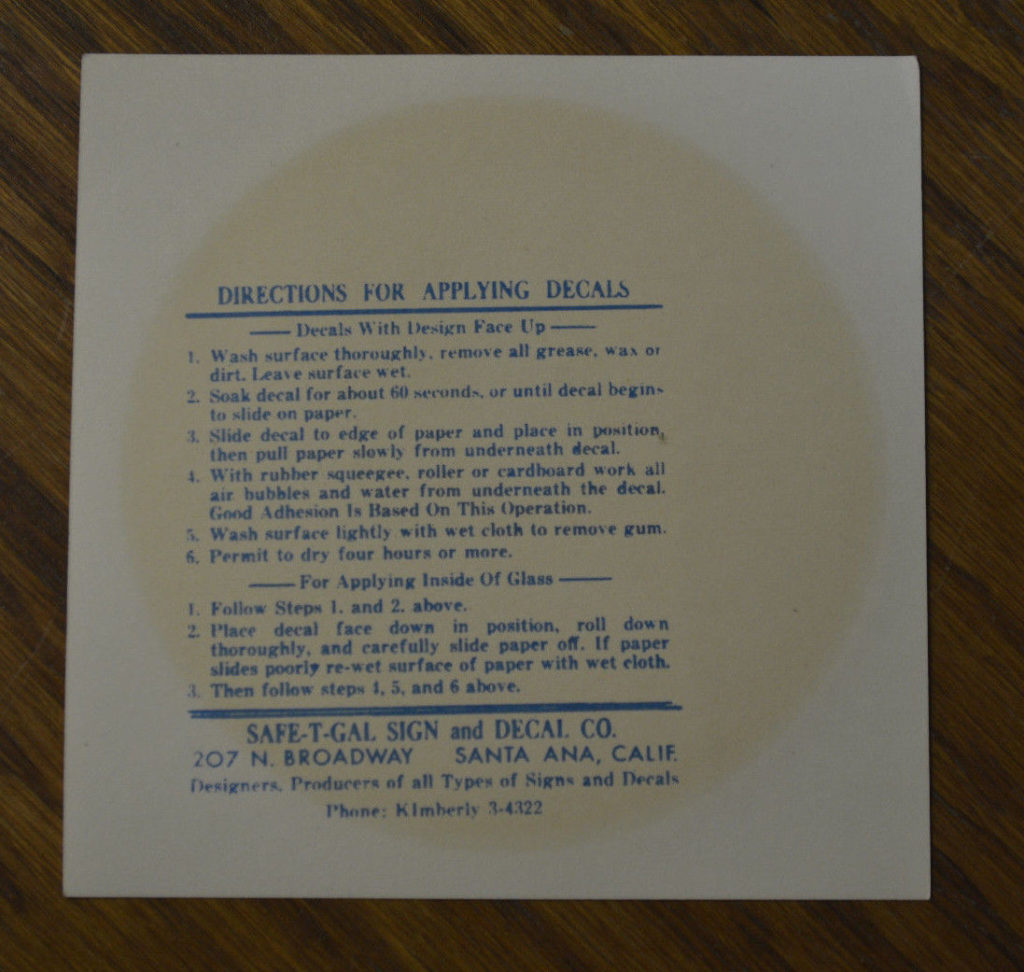 DIRECTIONS FOR APPLYING DECALS
Decals With Design Face Up
1. Wash surface thoroughly, remove all grease, wax or
dirt. Leave surface wet.
2. Soak decal for about 60 seconds, or until decal begins
to slide on paper.
3. Slide decal to edge of paper and place in position,
then pull paper slowly from underneath decal.
4. With rubber squeegee, roller or cardboard work all
air bubbles and water from underneath the decal.
Good Adhesion Is Based On This Operation.
5. Wash surface lightly with wet cloth to remove gum.
6. Permit to dry four hours or more.
For Applying Inside Of Glass
1. Follow Steps 1. and 2. above.
2. Place decal face down in position, roll down
thoroughly, and carefully slide paper off. If paper
slides poorly re-wet surface of paper with wet cloth.
3. Then follow steps 4, 5, and 6 above.
SAFE-T-GAL SIGN and DECAL CO.
207 N. BROADWAY SANTA ANA, CALIF.
Designers, Producers of all Types of Signs and Decals
Phone: KImberly 3-4322